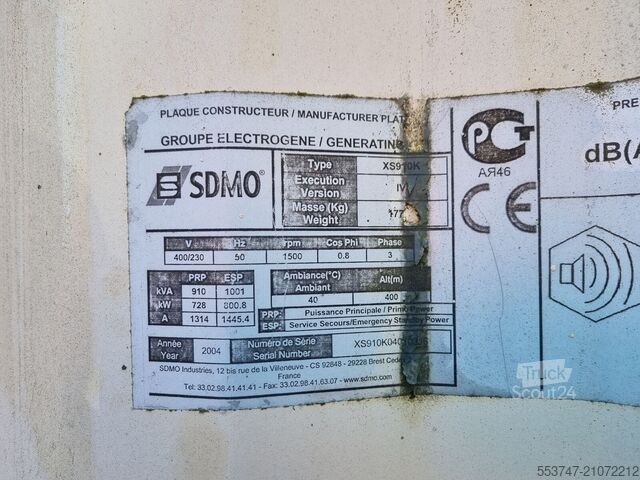 PLAQUE CONSTRUCTEUR / MANUFACTURER PLAT
GROUPE ELECTROGENE / GENERATING
SDMO®
Type XS910K
Execution Version IV
Masse (Kg) Weight 177
V Hz rpm Cos Phi Phase
400/230 50 1500 0.8 3
PRP ESP
kVA 910 1001
kW 728 800.8
A 1314 1445.4
Ambiance(°C) Ambiant Alt(m)
40 400
PRP: Puissance Principale / Prime Power
ESP: Service Secours/Emergency Standby Power
Année Year 2004
Numéro de Série Serial Number
SDMO Industries, 12 bis rue de la Villeneuve - CS 92848 - 29228 Brest Cedex
France
Tel: 33.02.98.41.41.41 - Fax: 33.02.98.41.63.07 - www.sdmo.com
РСТ
АЯ46
CE
PRE
dB(A
Truck
Scout24
553747-21072212